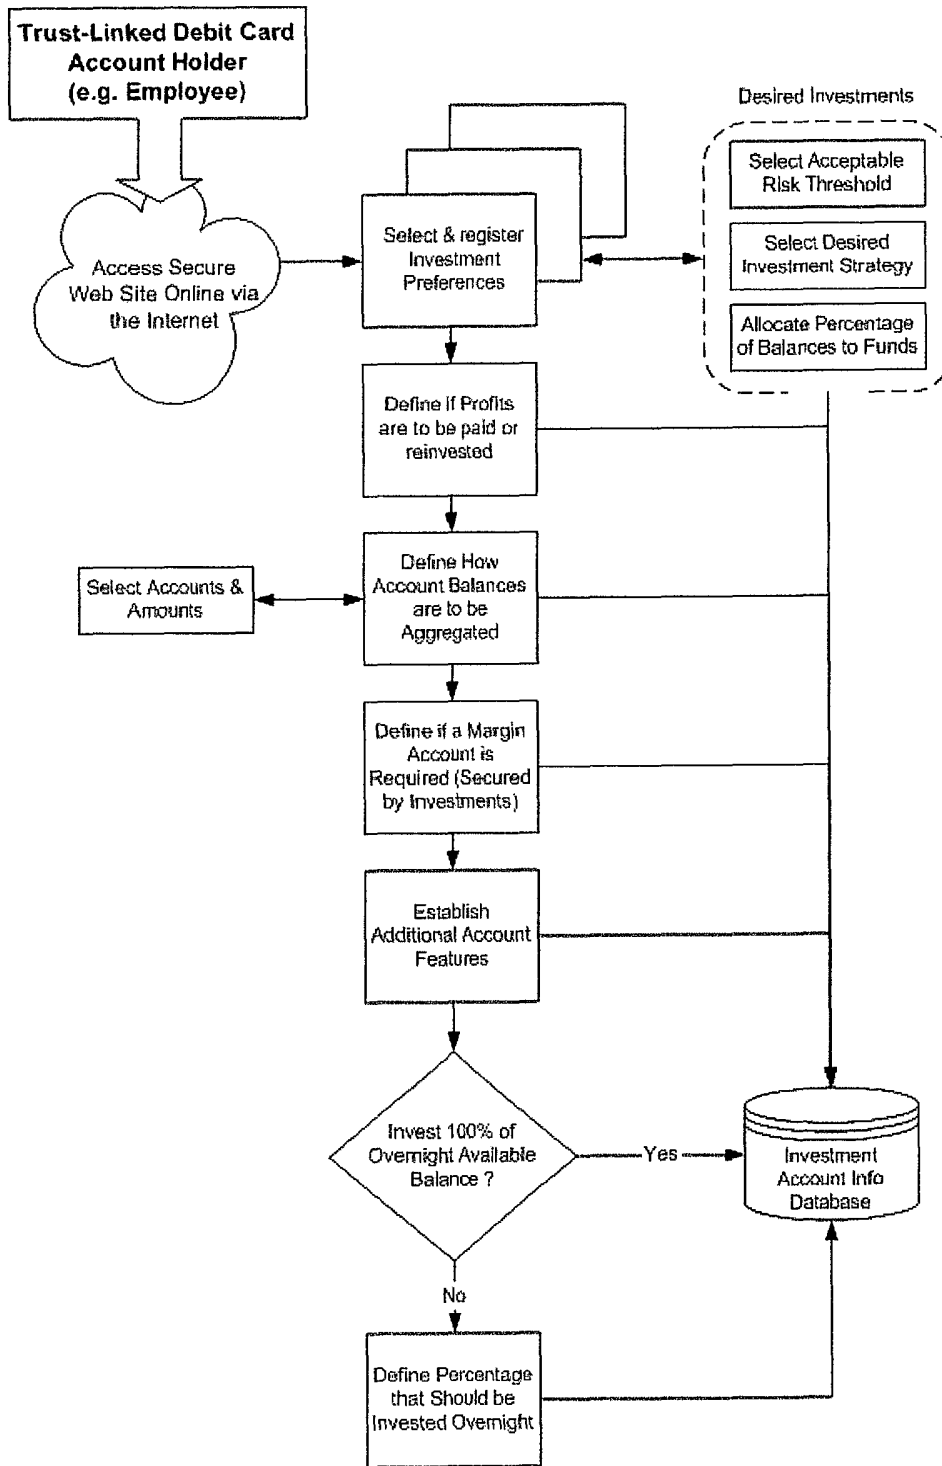 Trust-Linked Debit Card
Account Holder
(e.g. Employee)
Access Secure
Web Site Online via
the Internet
Select & register
Investment
Preferences
Desired Investments
Select Acceptable
Risk Threshold
Select Desired
Investment Strategy
Allocate Percentage
of Balances to Funds
Define if Profits
are to be paid or
reinvested
Select Accounts &
Amounts
Define How
Account Balances
are to be
Aggregated
Define if a Margin
Account is
Required (Secured
by Investments)
Establish
Additional Account
Features
Invest 100% of
Overnight Available
Balance ?
Yes
Investment
Account Info
Database
No
Define Percentage
that Should be
Invested Overnight